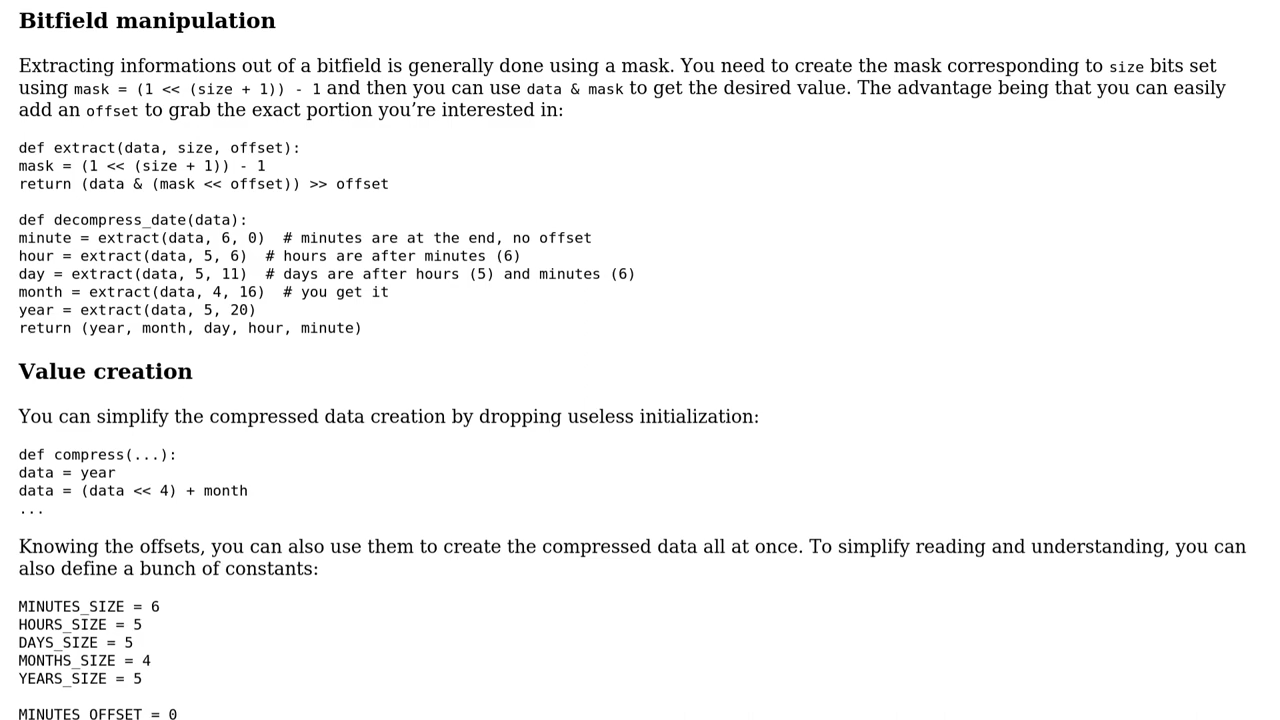 Bitfield manipulation
Extracting informations out of a bitfield is generally done using a mask. You need to create the mask corresponding to size bits set
using mask = (1 << (size + 1)) - 1 and then you can use data & mask to get the desired value. The advantage being that you can easily
add an offset to grab the exact portion you’re interested in:
def extract(data, size, offset):
mask = (1 << (size + 1)) - 1
return (data & (mask << offset)) >> offset
def decompress_date(data):
minute = extract(data, 6, 0)  # minutes are at the end, no offset
hour = extract(data, 5, 6)  # hours are after minutes (6)
day = extract(data, 5, 11)  # days are after hours (5) and minutes (6)
month = extract(data, 4, 16)  # you get it
year = extract(data, 5, 20)
return (year, month, day, hour, minute)
Value creation
You can simplify the compressed data creation by dropping useless initialization:
def compress(...):
data = year
data = (data << 4) + month
...
Knowing the offsets, you can also use them to create the compressed data all at once. To simplify reading and understanding, you can
also define a bunch of constants:
MINUTES_SIZE = 6
HOURS_SIZE = 5
DAYS_SIZE = 5
MONTHS_SIZE = 4
YEARS_SIZE = 5
MINUTES_OFFSET = 0